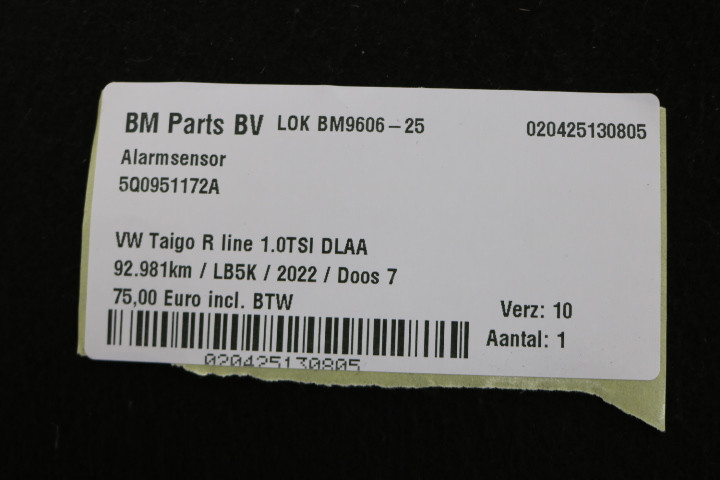 BM Parts BV LOK BM9606-25 020425130805
Alarmsensor
5Q0951172A
VW Taigo R line 1.0TSI DLAA
92.981km / LB5K / 2022 / Doos 7
75,00 Euro incl. BTW
Verz: 10
Aantal: 1
020425130805